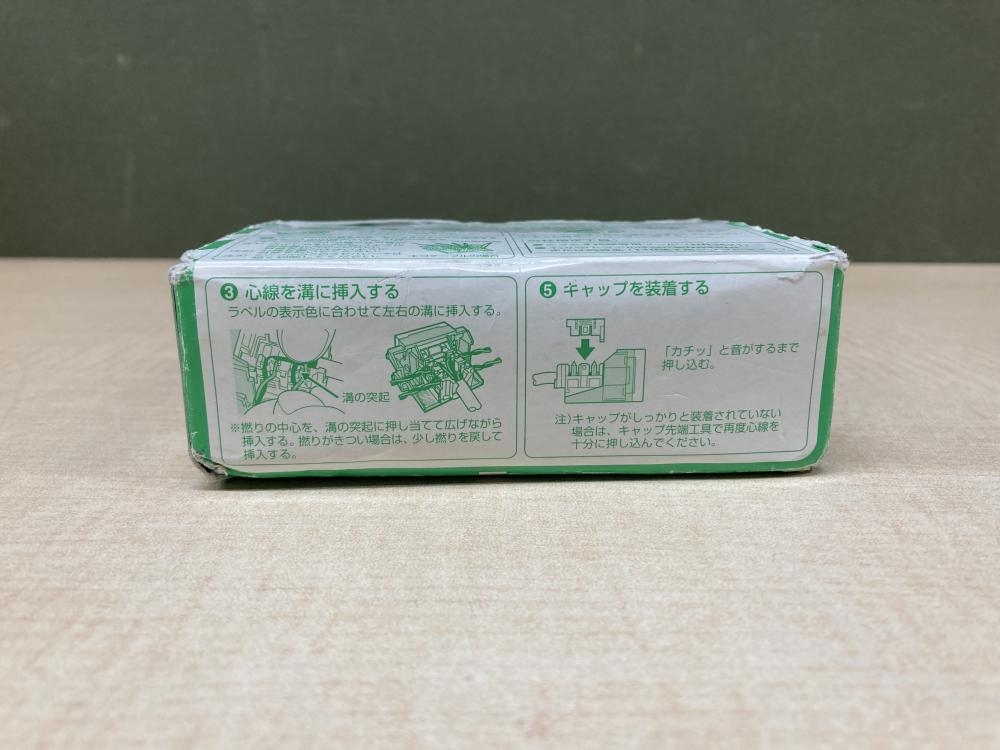 ❸ 心線を溝に挿入する
ラベルの表示色に合わせて左右の溝に挿入する。
溝の突起
※撚りの中心を、溝の突起に押し当てて広げながら
挿入する。撚りがきつい場合は、少し撚りを戻して
挿入する。
❺ キャップを装着する
「カチッ」と音がするまで
押し込む。
注）キャップがしっかりと装着されていない
場合は、キャップ先端工具で再度心線を
十分に押し込んでください。